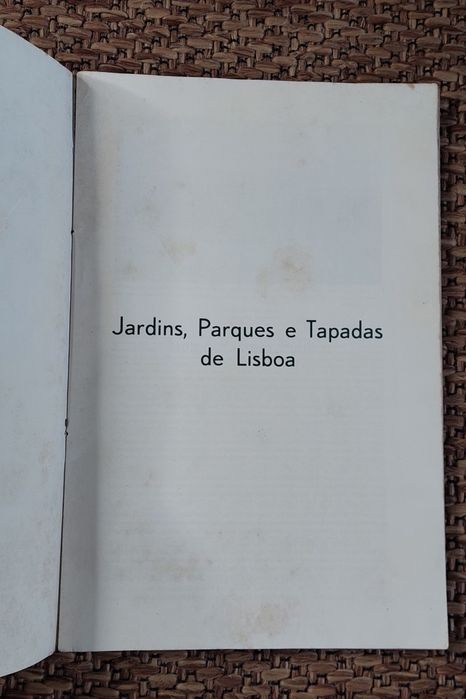 Jardins, Parques e Tapadas
de Lisboa